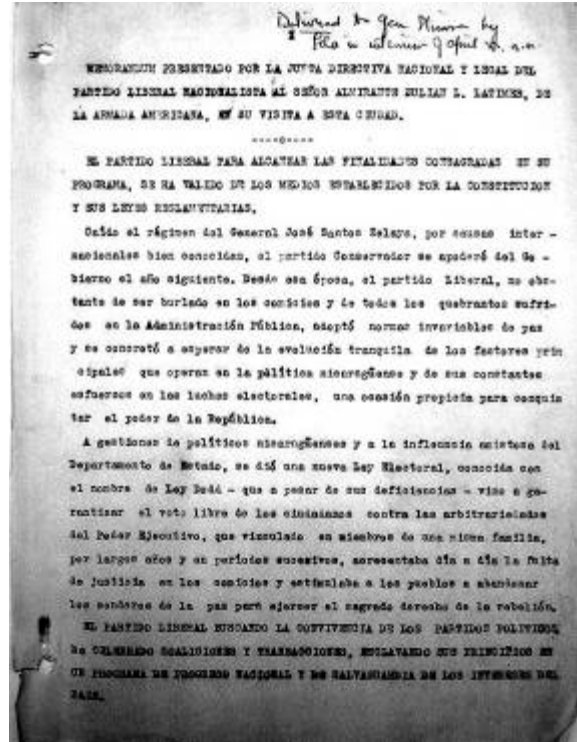 Delivered to Gen
in interview of April
MEMORANDUM PRESENTADO POR LA JUNTA DIRECTIVA NACIONAL Y LEGAL DEL
PARTIDO LIBERAL NACIONALISTA AL SEÑOR ALMIRANTE JULIAN L. LATIMER, DE
LA ARMADA AMERICANA, EN SU VISITA A ESTA CIUDAD.
EL PARTIDO LIBERAL PARA ALCANZAR LAS FINALIDADES CONSAGRADAS EN SU
PROGRAMA, SE HA VALIDO DE LOS MEDIOS ESTABLECIDOS POR LA CONSTITUCION
Y SUS LEYES REGLAMENTARIAS.
Caído el régimen del General José Santos Zelaya, por causas inter -
nacionales bien conocidas, el partido Conservador se apoderó del Go -
bierno el año siguiente. Desde esa época, el partido Liberal, no obs-
tante de ser burlado en los comicios y de todos los quebrantos sufri-
dos en la Administración Pública, adoptó normas invariables de paz
y se concretó a esperar de la evolución tranquila de los factores prin
cipales que operan en la política nicaragüense y de sus constantes
esfuerzos en las luchas electorales, una ocasión propicia para conquis
tar el poder de la República.
A gestiones de políticos nicaragüenses y a la influencia amistosa del
Departamento de Estado, se dió una nueva Ley Electoral, conocida con
el nombre de Ley Dodd - que a pesar de sus deficiencias - vino a ga-
rantizar el voto libre de los ciudadanos contra las arbitrariedades
del Poder Ejecutivo, que vinculado en miembros de una misma familia,
por largos años y en períodos sucesivos, acrecentaba día a día la falta
de justicia en los comicios y estimulaba a los pueblos a abandonar
los senderos de la paz para ejercer el sagrado derecho de la rebelión.
EL PARTIDO LIBERAL BUSCANDO LA CONVIVENCIA DE LOS PARTIDOS POLITICOS,
HA CELEBRADO COALICIONES Y TRANSACCIONES, ENCLAVANDO SUS PRINCIPIOS EN
UN PROGRAMA DE PROGRESO NACIONAL Y DE SALVAGUARDIA DE LOS INTERESES DEL
PAIS.